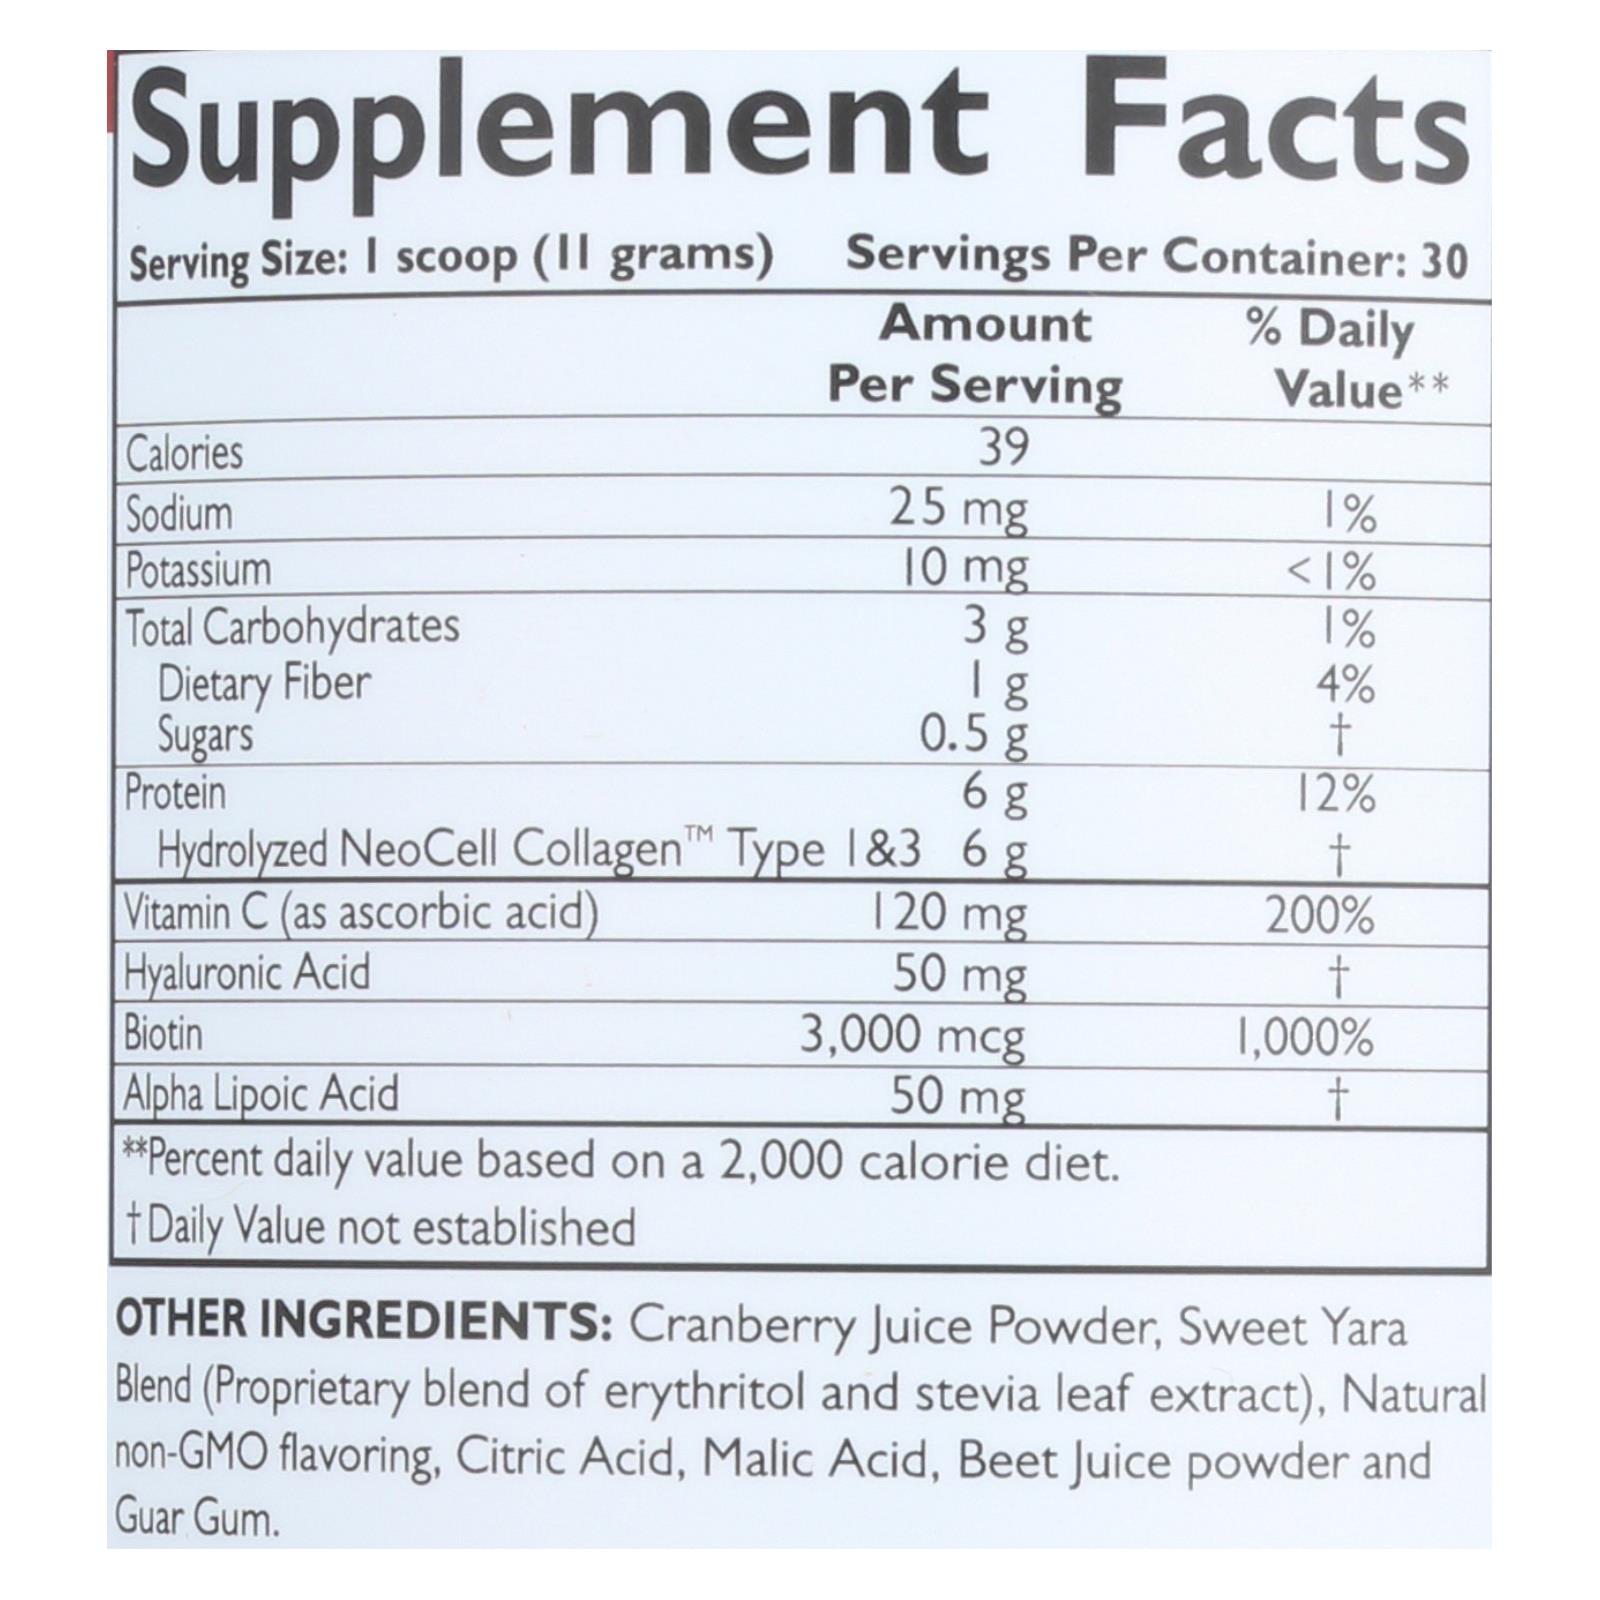 Supplement Facts
Serving Size: 1 scoop (11 grams) Servings Per Container: 30
Amount Per Serving % Daily Value**
Calories 39
Sodium 25 mg 1%
Potassium 10 mg <1%
Total Carbohydrates 3 g 1%
Dietary Fiber 1 g 4%
Sugars 0.5 g †
Protein 6 g 12%
Hydrolyzed NeoCell Collagen™ Type 1&3 6 g †
Vitamin C (as ascorbic acid) 120 mg 200%
Hyaluronic Acid 50 mg †
Biotin 3,000 mcg 1,000%
Alpha Lipoic Acid 50 mg †
**Percent daily value based on a 2,000 calorie diet.
† Daily Value not established
OTHER INGREDIENTS: Cranberry Juice Powder, Sweet Yara
Blend (Proprietary blend of erythritol and stevia leaf extract), Natural
non-GMO flavoring, Citric Acid, Malic Acid, Beet Juice powder and
Guar Gum.